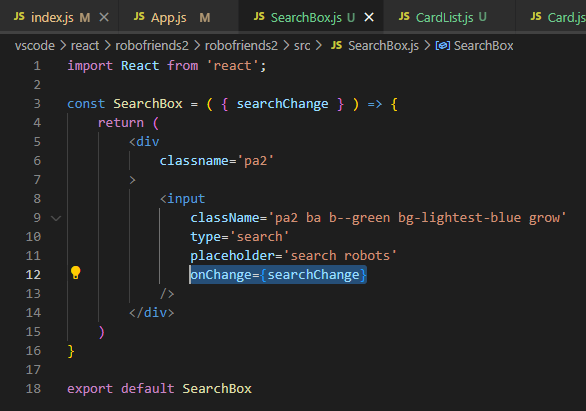 JS index.js M × JS App.js M JS SearchBox.js U × JS CardList.js U JS Card.js
vscode > react > robofriends2 > robofriends2 > src > JS SearchBox.js > SearchBox
1 import React from 'react';
2
3 const SearchBox = ( { searchChange } ) => {
4     return (
5         <div
6             classname='pa2'
7         >
8             <input
9                 className='pa2 ba b--green bg-lightest-blue grow'
10                 type='search'
11                 placeholder='search robots'
12                 onChange={searchChange}
13             />
14         </div>
15     )
16 }
17
18 export default SearchBox